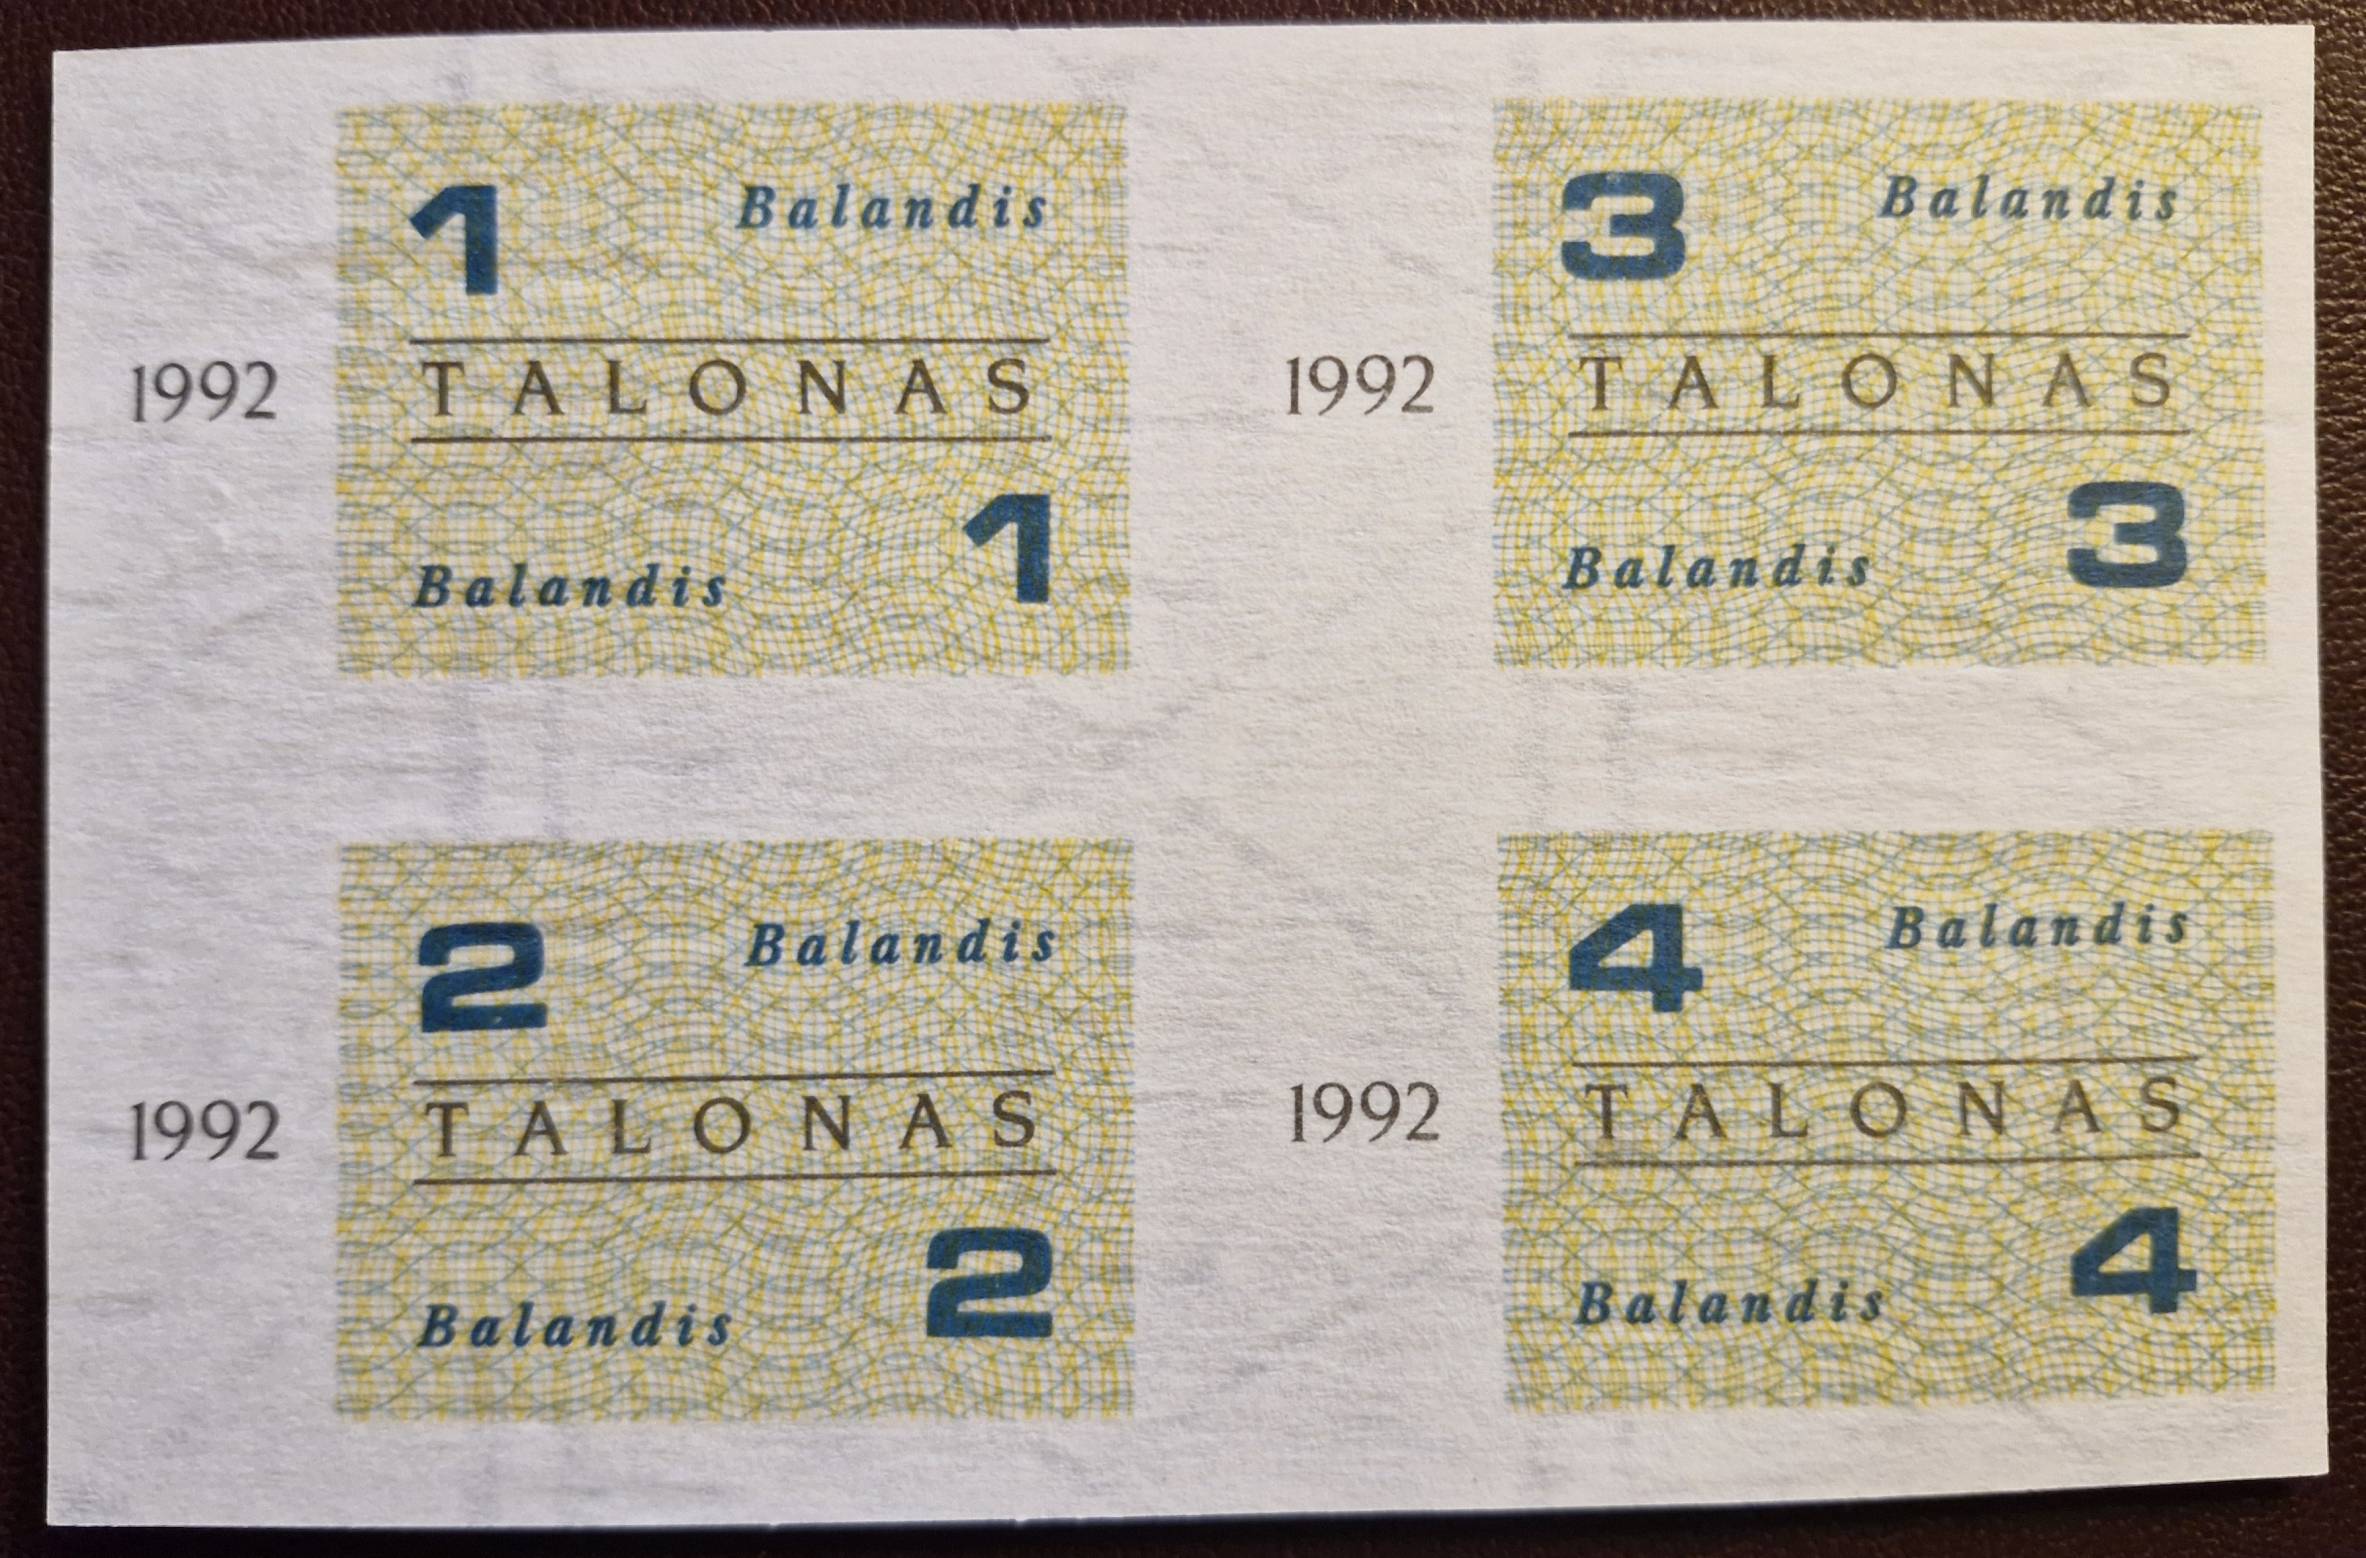 1 Balandis
1992 TALONAS
Balandis 1
3 Balandis
1992 TALONAS
Balandis 3
2 Balandis
1992 TALONAS
Balandis 2
4 Balandis
1992 TALONAS
Balandis 4